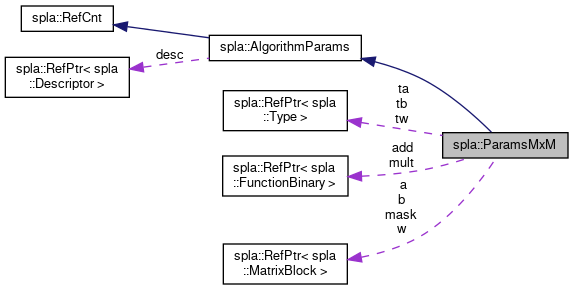 spla::RefCnt
spla::AlgorithmParams
desc
spla::RefPtr< spla
::Descriptor >
spla::RefPtr< spla
::Type >
ta
tb
tw
spla::ParamsMxM
add
mult
spla::RefPtr< spla
::FunctionBinary >
a
b
mask
w
spla::RefPtr< spla
::MatrixBlock >